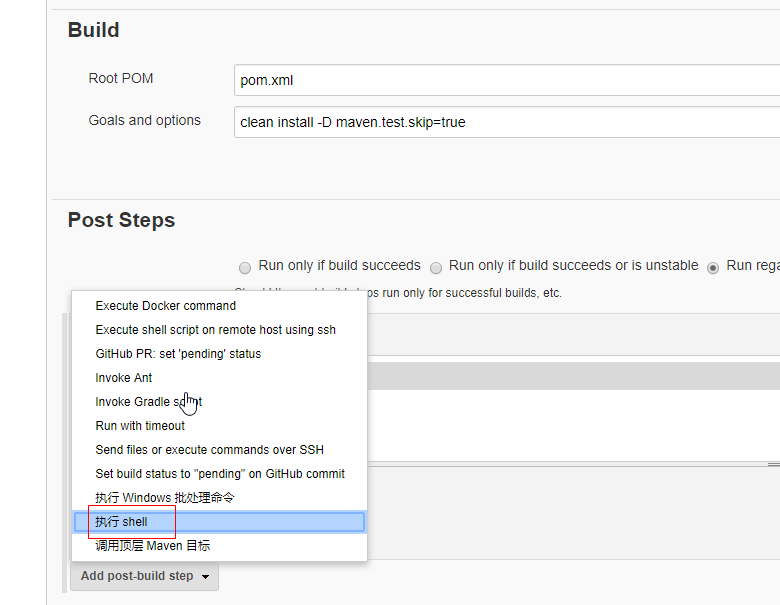 Build
Root POM
pom.xml
Goals and options
clean install -D maven.test.skip=true
Post Steps
Run only if build succeeds Run only if build succeeds or is unstable Run rega
run only for successful builds, etc.
Execute Docker command
Execute shell script on remote host using ssh
GitHub PR: set 'pending' status
Invoke Ant
Invoke Gradle script
Run with timeout
Send files or execute commands over SSH
Set build status to "pending" on GitHub commit
执行 Windows 批处理命令
执行 shell
调用顶层 Maven 目标
Add post-build step